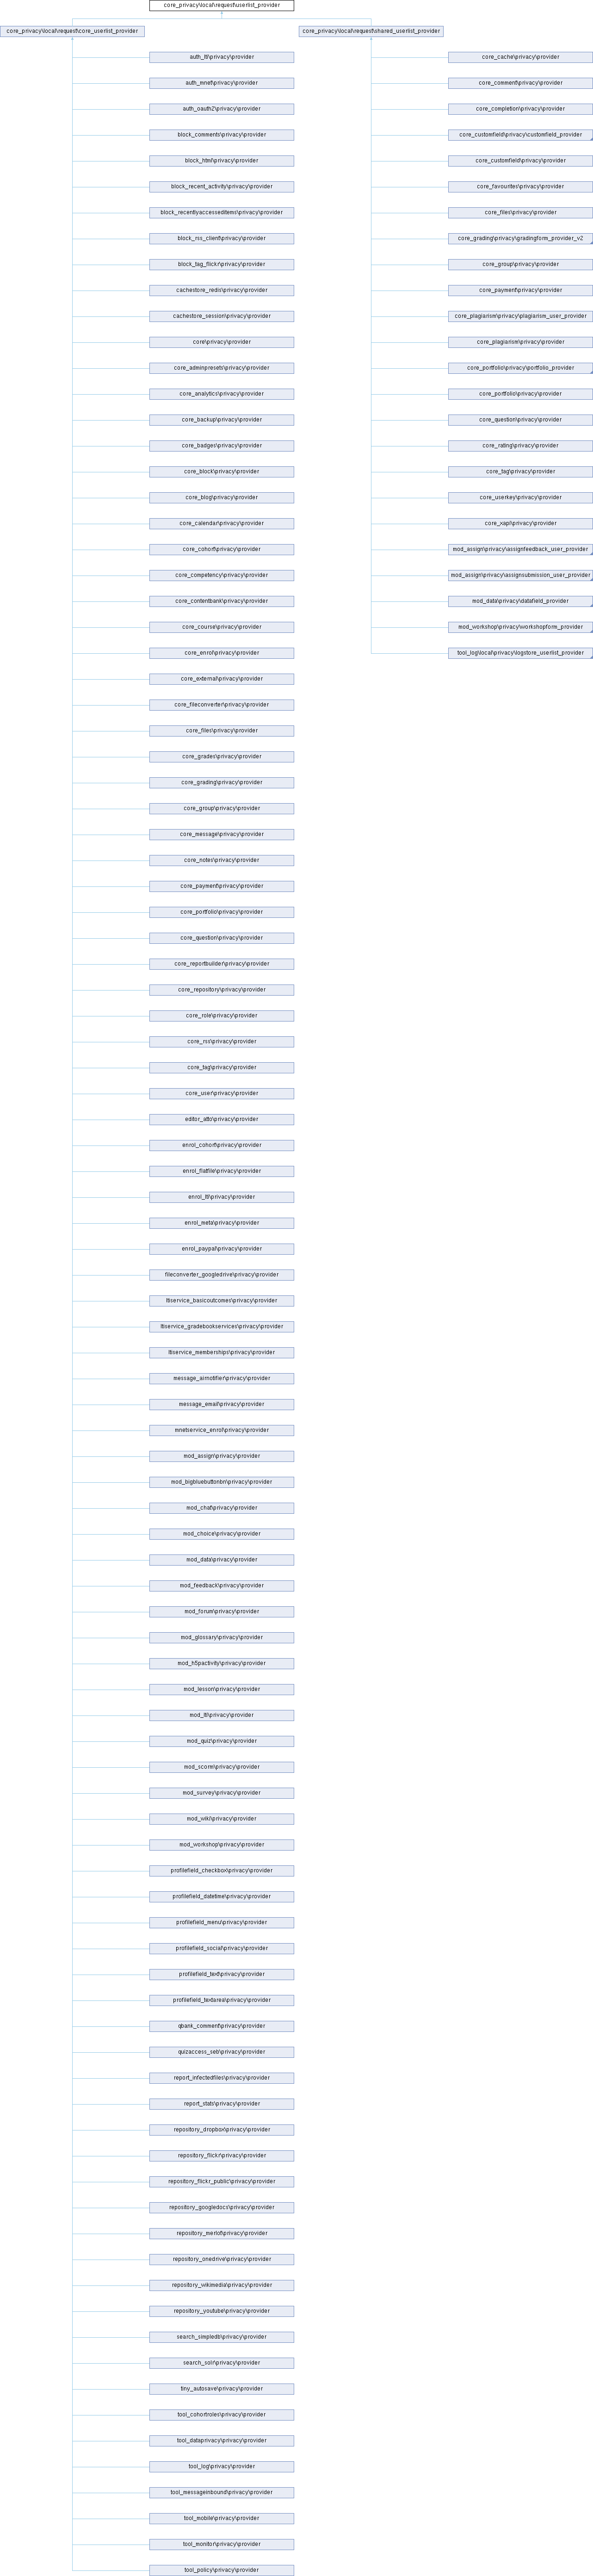 core_privacy\local\request\userlist_provider
core_privacy\local\request\core_userlist_provider
core_privacy\local\request\shared_userlist_provider
auth_lti\privacy\provider
auth_mnet\privacy\provider
auth_oauth2\privacy\provider
block_comments\privacy\provider
block_html\privacy\provider
block_recent_activity\privacy\provider
block_recentlyaccesseditems\privacy\provider
block_rss_client\privacy\provider
block_tag_flickr\privacy\provider
cachestore_redis\privacy\provider
cachestore_session\privacy\provider
core\privacy\provider
core_adminpresets\privacy\provider
core_analytics\privacy\provider
core_backup\privacy\provider
core_badges\privacy\provider
core_block\privacy\provider
core_blog\privacy\provider
core_calendar\privacy\provider
core_cohort\privacy\provider
core_competency\privacy\provider
core_contentbank\privacy\provider
core_course\privacy\provider
core_enrol\privacy\provider
core_external\privacy\provider
core_fileconverter\privacy\provider
core_files\privacy\provider
core_grades\privacy\provider
core_grading\privacy\provider
core_group\privacy\provider
core_message\privacy\provider
core_notes\privacy\provider
core_payment\privacy\provider
core_portfolio\privacy\provider
core_question\privacy\provider
core_reportbuilder\privacy\provider
core_repository\privacy\provider
core_role\privacy\provider
core_rss\privacy\provider
core_tag\privacy\provider
core_user\privacy\provider
editor_atto\privacy\provider
enrol_cohort\privacy\provider
enrol_flatfile\privacy\provider
enrol_lti\privacy\provider
enrol_meta\privacy\provider
enrol_paypal\privacy\provider
fileconverter_googledrive\privacy\provider
ltiservice_basicoutcomes\privacy\provider
ltiservice_gradebookservices\privacy\provider
ltiservice_memberships\privacy\provider
message_airnotifier\privacy\provider
message_email\privacy\provider
mnetservice_enrol\privacy\provider
mod_assign\privacy\provider
mod_bigbluebuttonbn\privacy\provider
mod_chat\privacy\provider
mod_choice\privacy\provider
mod_data\privacy\provider
mod_feedback\privacy\provider
mod_forum\privacy\provider
mod_glossary\privacy\provider
mod_h5pactivity\privacy\provider
mod_lesson\privacy\provider
mod_lti\privacy\provider
mod_quiz\privacy\provider
mod_scorm\privacy\provider
mod_survey\privacy\provider
mod_wiki\privacy\provider
mod_workshop\privacy\provider
profilefield_checkbox\privacy\provider
profilefield_datetime\privacy\provider
profilefield_menu\privacy\provider
profilefield_social\privacy\provider
profilefield_text\privacy\provider
profilefield_textarea\privacy\provider
qbank_comment\privacy\provider
quizaccess_seb\privacy\provider
report_infectedfiles\privacy\provider
report_stats\privacy\provider
repository_dropbox\privacy\provider
repository_flickr\privacy\provider
repository_flickr_public\privacy\provider
repository_googledocs\privacy\provider
repository_merlot\privacy\provider
repository_onedrive\privacy\provider
repository_wikimedia\privacy\provider
repository_youtube\privacy\provider
search_simpledb\privacy\provider
search_solr\privacy\provider
tiny_autosave\privacy\provider
tool_cohortroles\privacy\provider
tool_dataprivacy\privacy\provider
tool_log\privacy\provider
tool_messageinbound\privacy\provider
tool_mobile\privacy\provider
tool_monitor\privacy\provider
tool_policy\privacy\provider
core_cache\privacy\provider
core_comment\privacy\provider
core_completion\privacy\provider
core_customfield\privacy\customfield_provider
core_customfield\privacy\provider
core_favourites\privacy\provider
core_files\privacy\provider
core_grading\privacy\gradingform_provider_v2
core_group\privacy\provider
core_payment\privacy\provider
core_plagiarism\privacy\plagiarism_user_provider
core_plagiarism\privacy\provider
core_portfolio\privacy\portfolio_provider
core_portfolio\privacy\provider
core_question\privacy\provider
core_rating\privacy\provider
core_tag\privacy\provider
core_userkey\privacy\provider
core_xapi\privacy\provider
mod_assign\privacy\assignfeedback_user_provider
mod_assign\privacy\assignsubmission_user_provider
mod_data\privacy\datafield_provider
mod_workshop\privacy\workshopform_provider
tool_log\local\privacy\logstore_userlist_provider